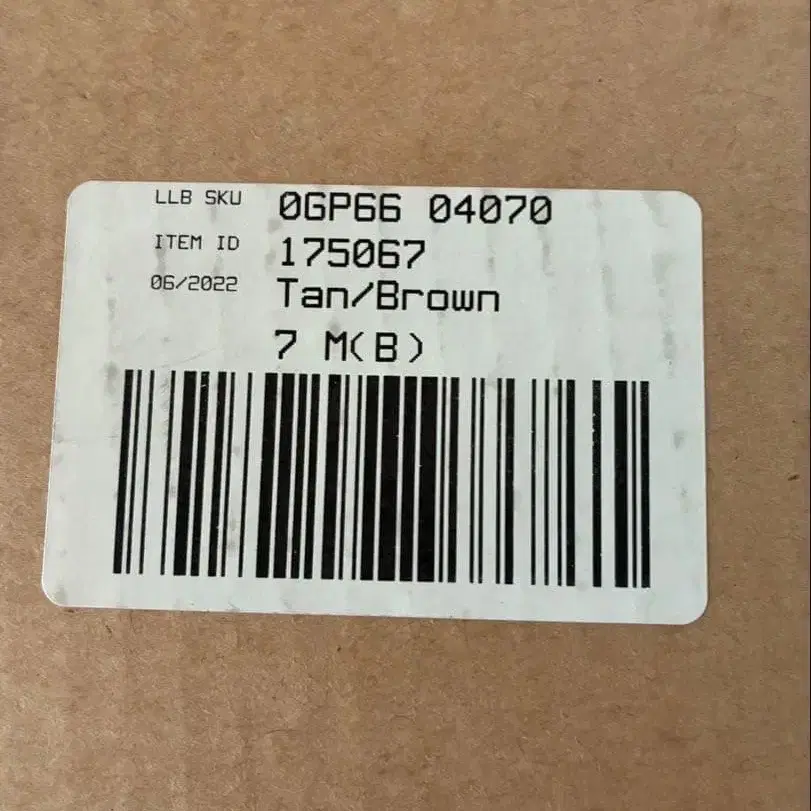 LLB SKU 0GP66 04070
ITEM ID 175067
06/2022 Tan/Brown
7 M(B)